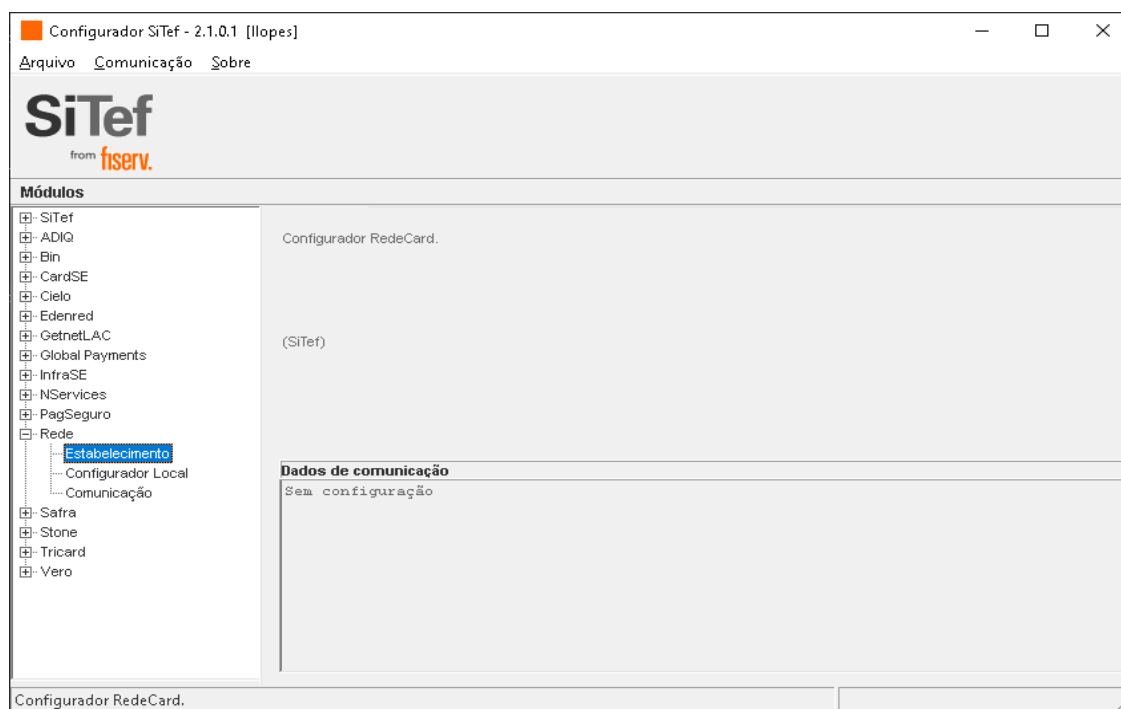 Configurador SiTef - 2.1.0.1 [llopes]
Arquivo Comunicação Sobre
SiTef
from fiserv.
Módulos
SiTef
ADIQ
Bin
CardSE
Cielo
Edenred
GetnetLAC
Global Payments
InfraSE
NServices
PagSeguro
Rede
Estabelecimento
Configurador Local
Comunicação
Safra
Stone
Tricard
Vero
Configurador RedeCard.
(SiTef)
Dados de comunicação
Sem configuração
Configurador RedeCard.